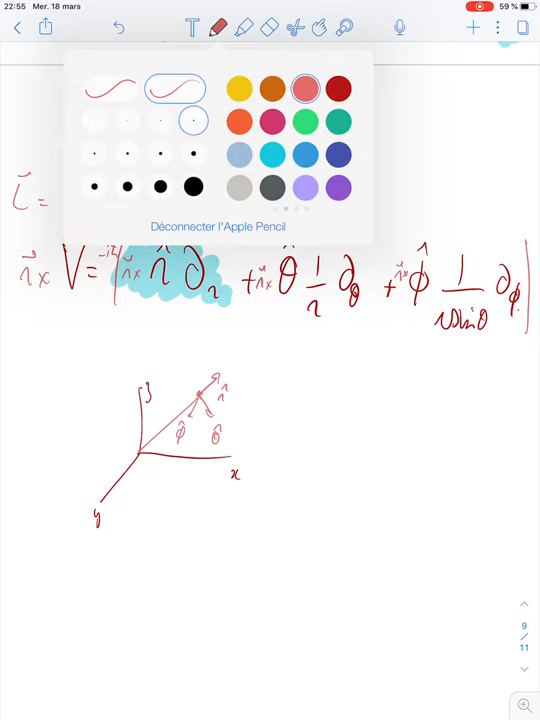 22:55 Mer. 18 mars 59 %
T
Déconnecter l'Apple Pencil
L⃗ =
r⃗x ∇ = -iℏ | r⃗x r̂ ∂r + r⃗x θ̂ 1/r ∂θ + r⃗x φ̂ 1/(r sinθ) ∂φ |
z
r̂
φ̂ θ̂
x
y
9
/
11